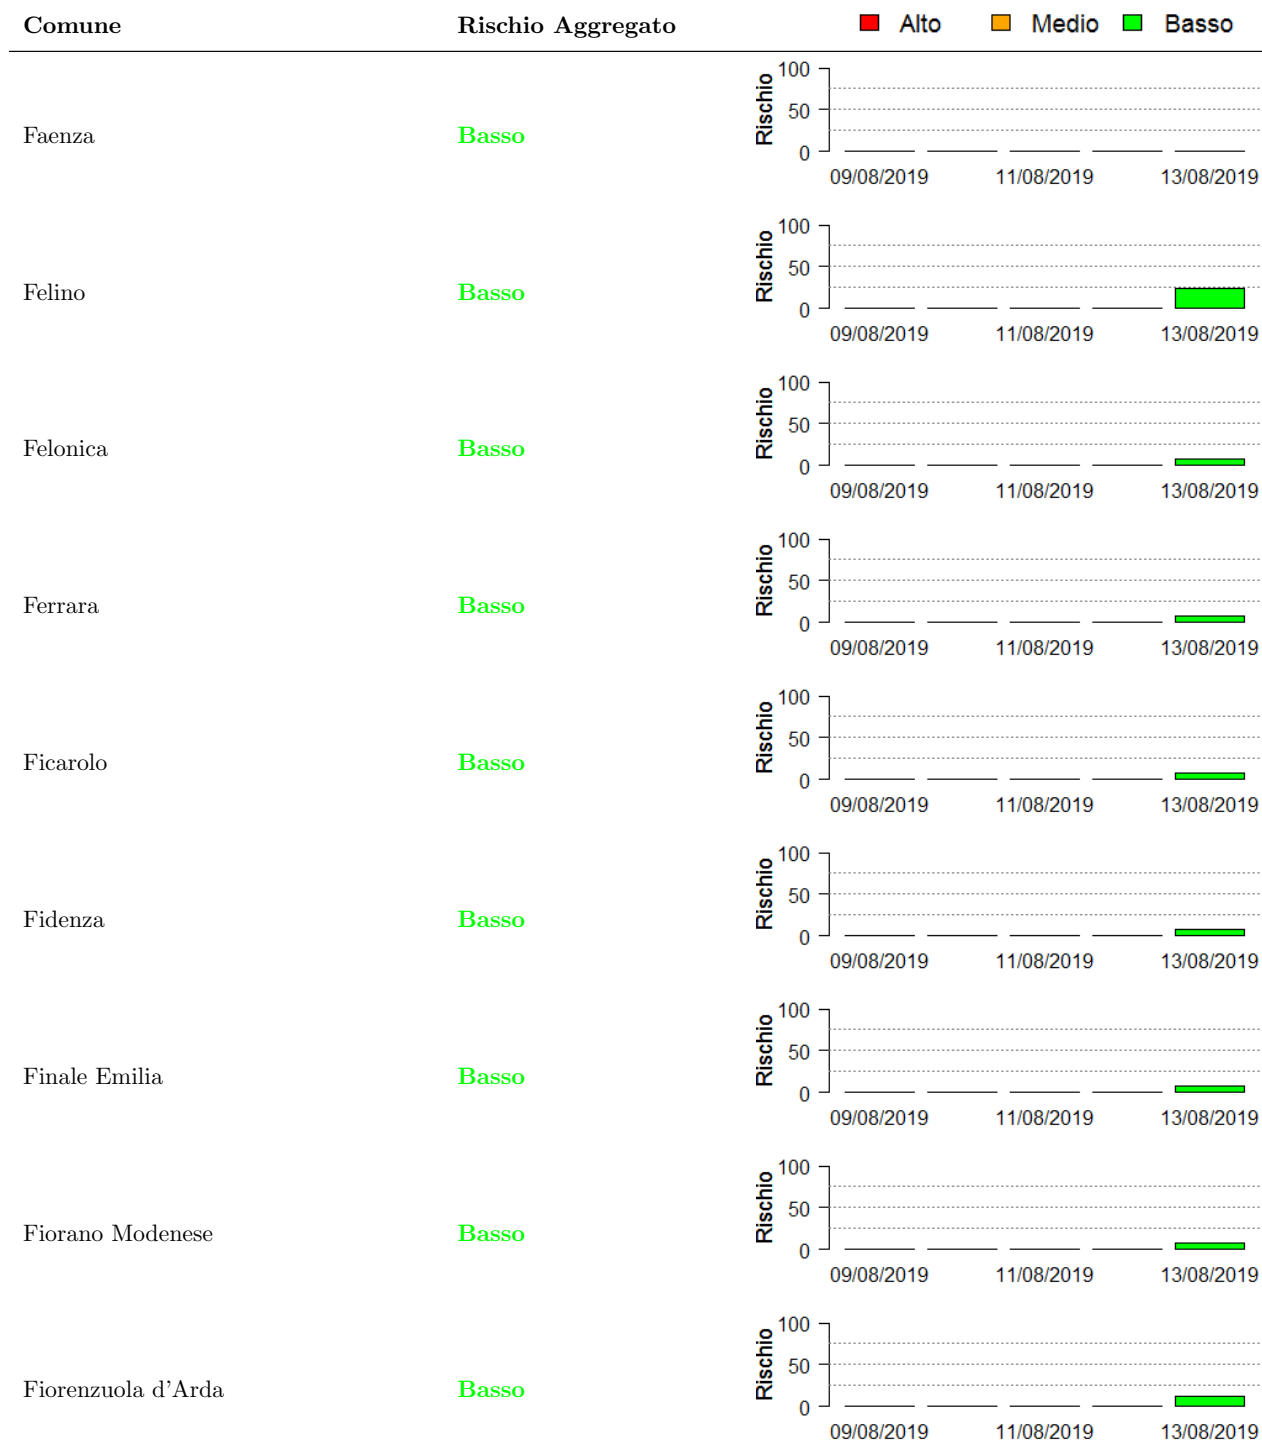 Comune Rischio Aggregato Alto Medio Basso
Faenza Basso
Rischio
100
50
0
09/08/2019 11/08/2019 13/08/2019
Felino Basso
Rischio
100
50
0
09/08/2019 11/08/2019 13/08/2019
Felonica Basso
Rischio
100
50
0
09/08/2019 11/08/2019 13/08/2019
Ferrara Basso
Rischio
100
50
0
09/08/2019 11/08/2019 13/08/2019
Ficarolo Basso
Rischio
100
50
0
09/08/2019 11/08/2019 13/08/2019
Fidenza Basso
Rischio
100
50
0
09/08/2019 11/08/2019 13/08/2019
Finale Emilia Basso
Rischio
100
50
0
09/08/2019 11/08/2019 13/08/2019
Fiorano Modenese Basso
Rischio
100
50
0
09/08/2019 11/08/2019 13/08/2019
Fiorenzuola d'Arda Basso
Rischio
100
50
0
09/08/2019 11/08/2019 13/08/2019